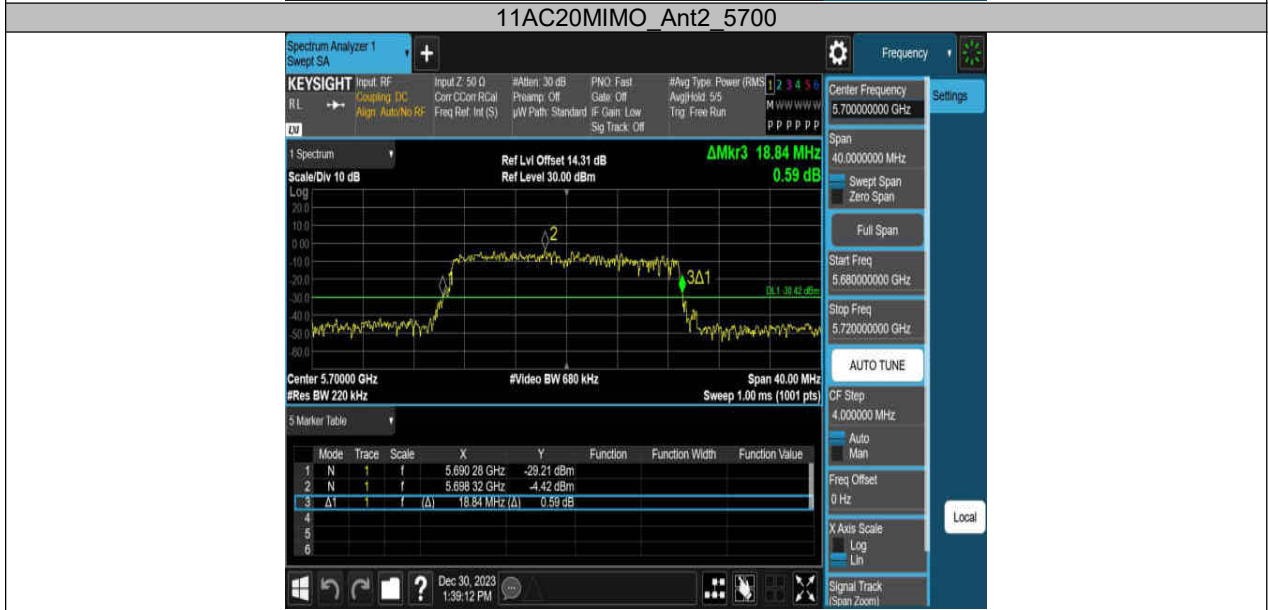 11AC20MIMO_Ant2_5700
Spectrum Analyzer 1
Swept SA
+
Frequency
KEYSIGHT Input: RF Input Z: 50 Ω #Atten: 30 dB PNO: Fast #Avg Type: Power (RMS 1 2 3 4 5 6
RL Coupling: DC Corr CCorr RCal Preamp: Off Gate: Off Avg|Hold: 5/5 M W W W W W
Align: Auto/No RF Freq Ref: Int (S) µW Path: Standard IF Gain: Low Trig: Free Run P P P P P P
LXI Sig Track: Off
Center Frequency
5.700000000 GHz
Settings
Span
40.0000000 MHz
Swept Span
Zero Span
Full Span
Start Freq
5.680000000 GHz
Stop Freq
5.720000000 GHz
AUTO TUNE
CF Step
4.000000 MHz
Auto
Man
Freq Offset
0 Hz
X Axis Scale
Log
Lin
Signal Track
(Span Zoom)
Local
1 Spectrum
Ref Lvl Offset 14.31 dB
ΔMkr3 18.84 MHz
Scale/Div 10 dB
Ref Level 30.00 dBm
0.59 dB
Log
20.0
10.0
0.00
-10.0
-20.0
-30.0
-40.0
-50.0
-60.0
2
3Δ1
DL1 -30.42 dBm
Center 5.70000 GHz #Video BW 680 kHz Span 40.00 MHz
#Res BW 220 kHz Sweep 1.00 ms (1001 pts)
5 Marker Table
Mode Trace Scale X Y Function Function Width Function Value
1 N 1 f 5.690 28 GHz -29.21 dBm
2 N 1 f 5.698 32 GHz -4.42 dBm
3 Δ1 1 f (Δ) 18.84 MHz (Δ) 0.59 dB
4
5
6
?
Dec 30, 2023
1:39:12 PM